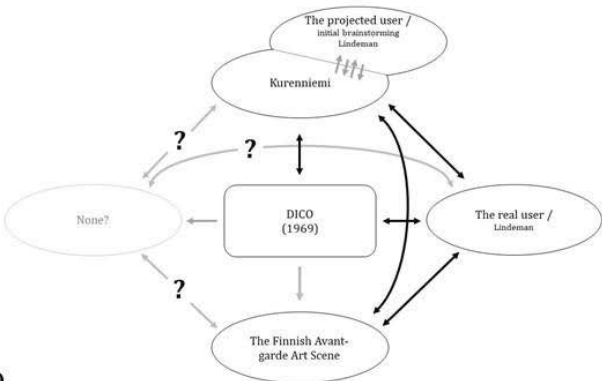 The projected user /
initial brainstorming
Lindeman
Kurenniemi
?
?
None?
DICO
(1969)
The real user /
Lindeman
?
The Finnish Avant-
garde Art Scene